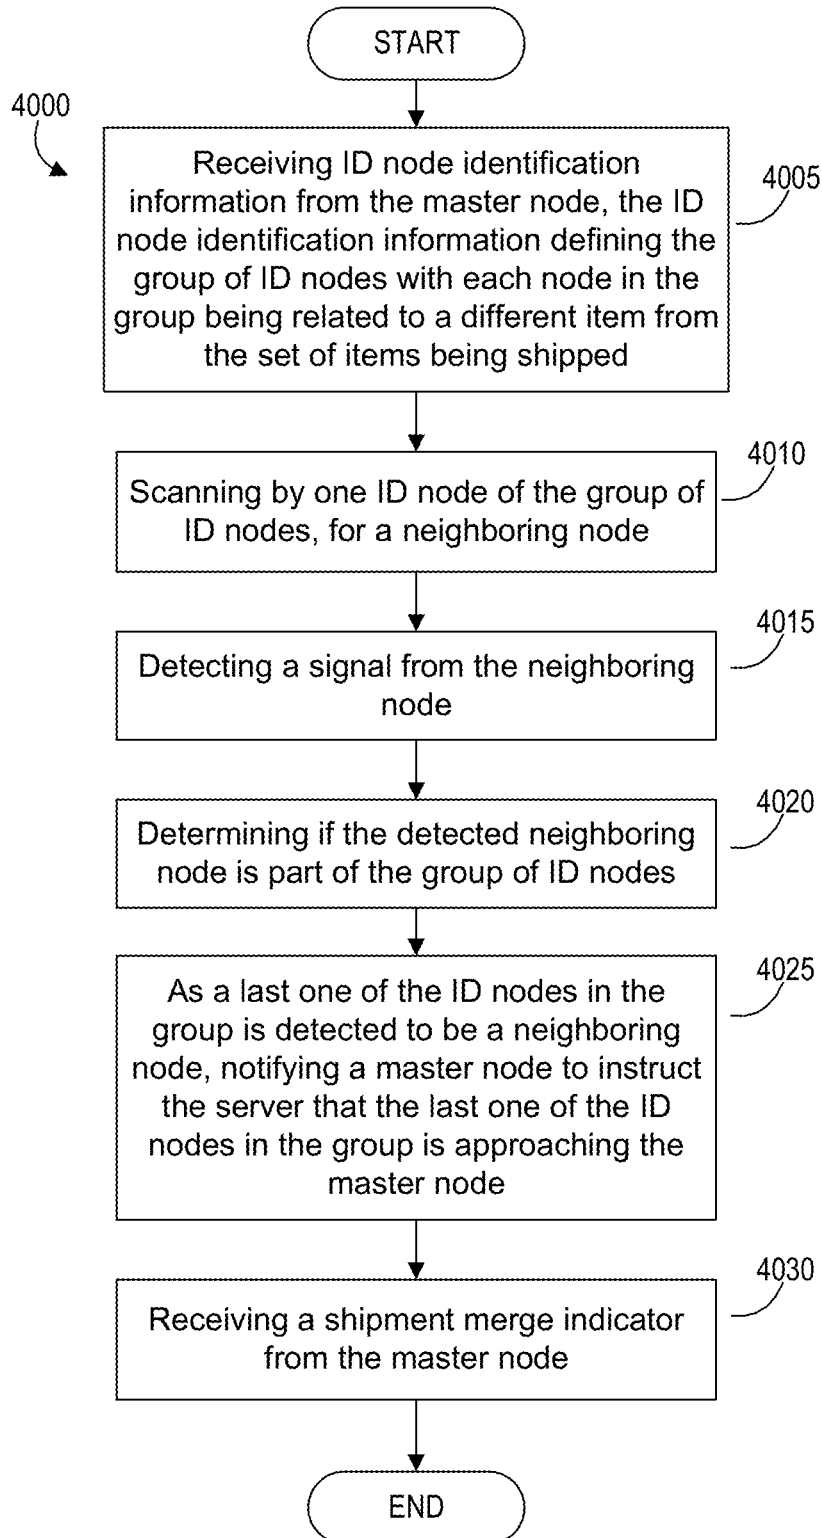 START
4000
Receiving ID node identification
information from the master node, the ID
node identification information defining the
group of ID nodes with each node in the
group being related to a different item from
the set of items being shipped
4005
Scanning by one ID node of the group of
ID nodes, for a neighboring node
4010
Detecting a signal from the neighboring
node
4015
Determining if the detected neighboring
node is part of the group of ID nodes
4020
As a last one of the ID nodes in the
group is detected to be a neighboring
node, notifying a master node to instruct
the server that the last one of the ID
nodes in the group is approaching the
master node
4025
Receiving a shipment merge indicator
from the master node
4030
END